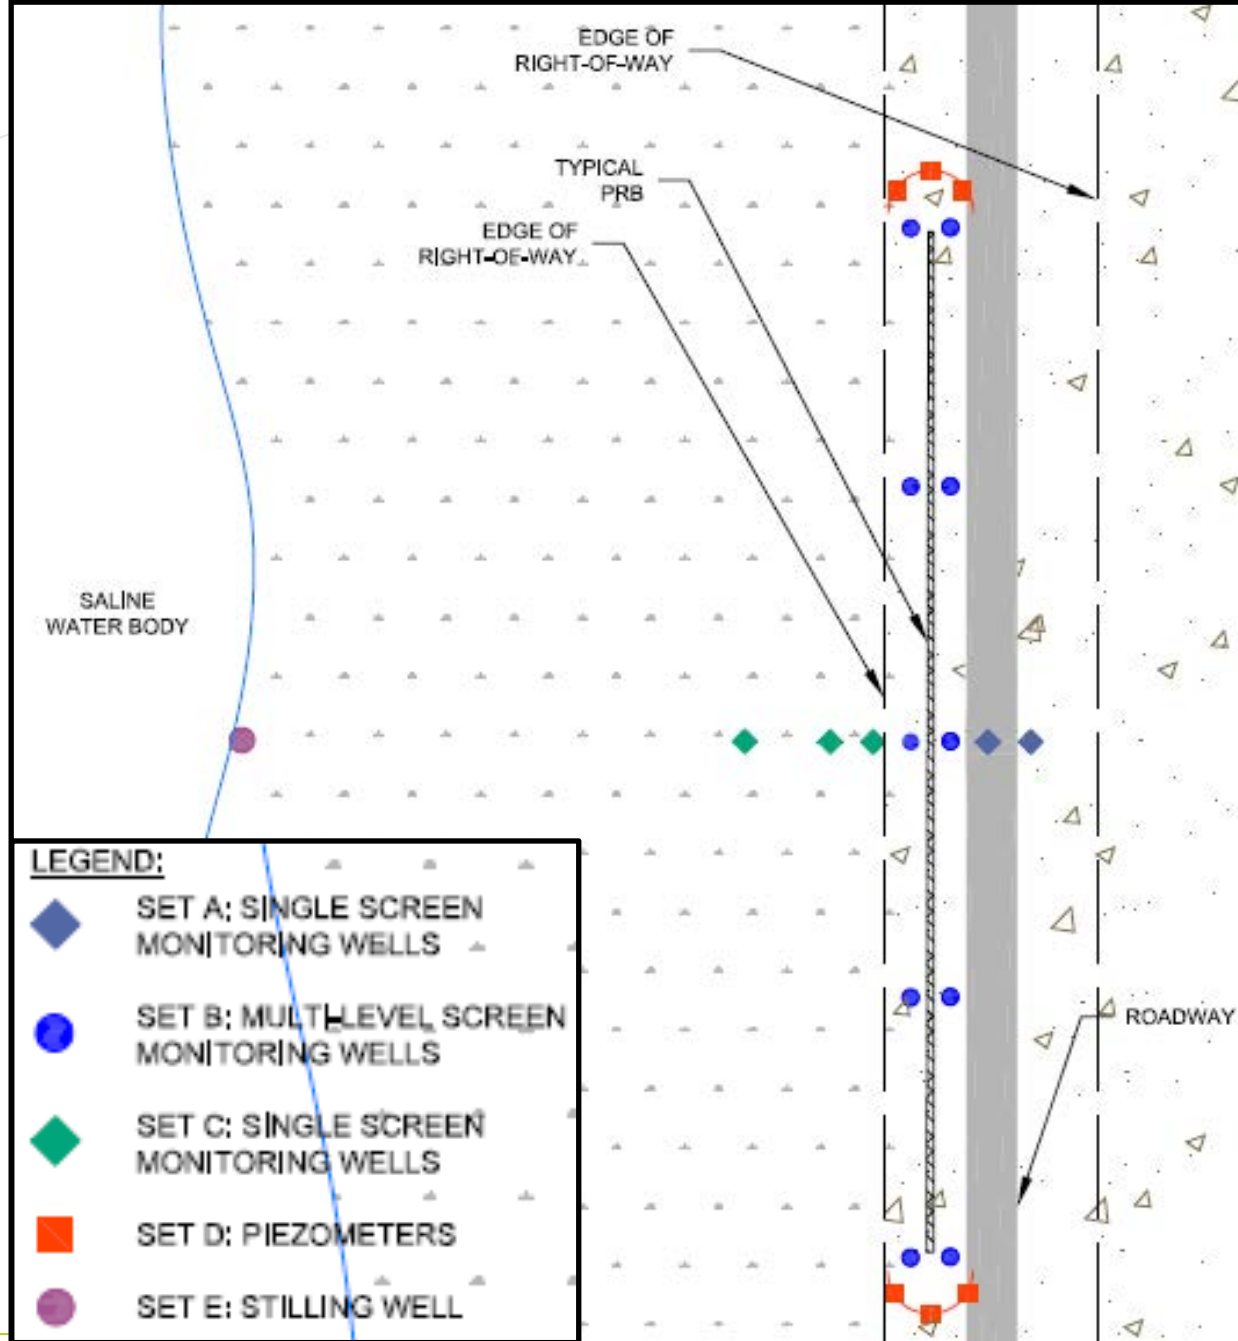 EDGE OF
RIGHT-OF-WAY
TYPICAL
PRB
EDGE OF
RIGHT-OF-WAY
SALINE
WATER BODY
LEGEND:
SET A: SINGLE SCREEN
MONITORING WELLS
SET B: MULTI-LEVEL SCREEN
MONITORING WELLS
SET C: SINGLE SCREEN
MONITORING WELLS
SET D: PIEZOMETERS
SET E: STILLING WELL
ROADWAY